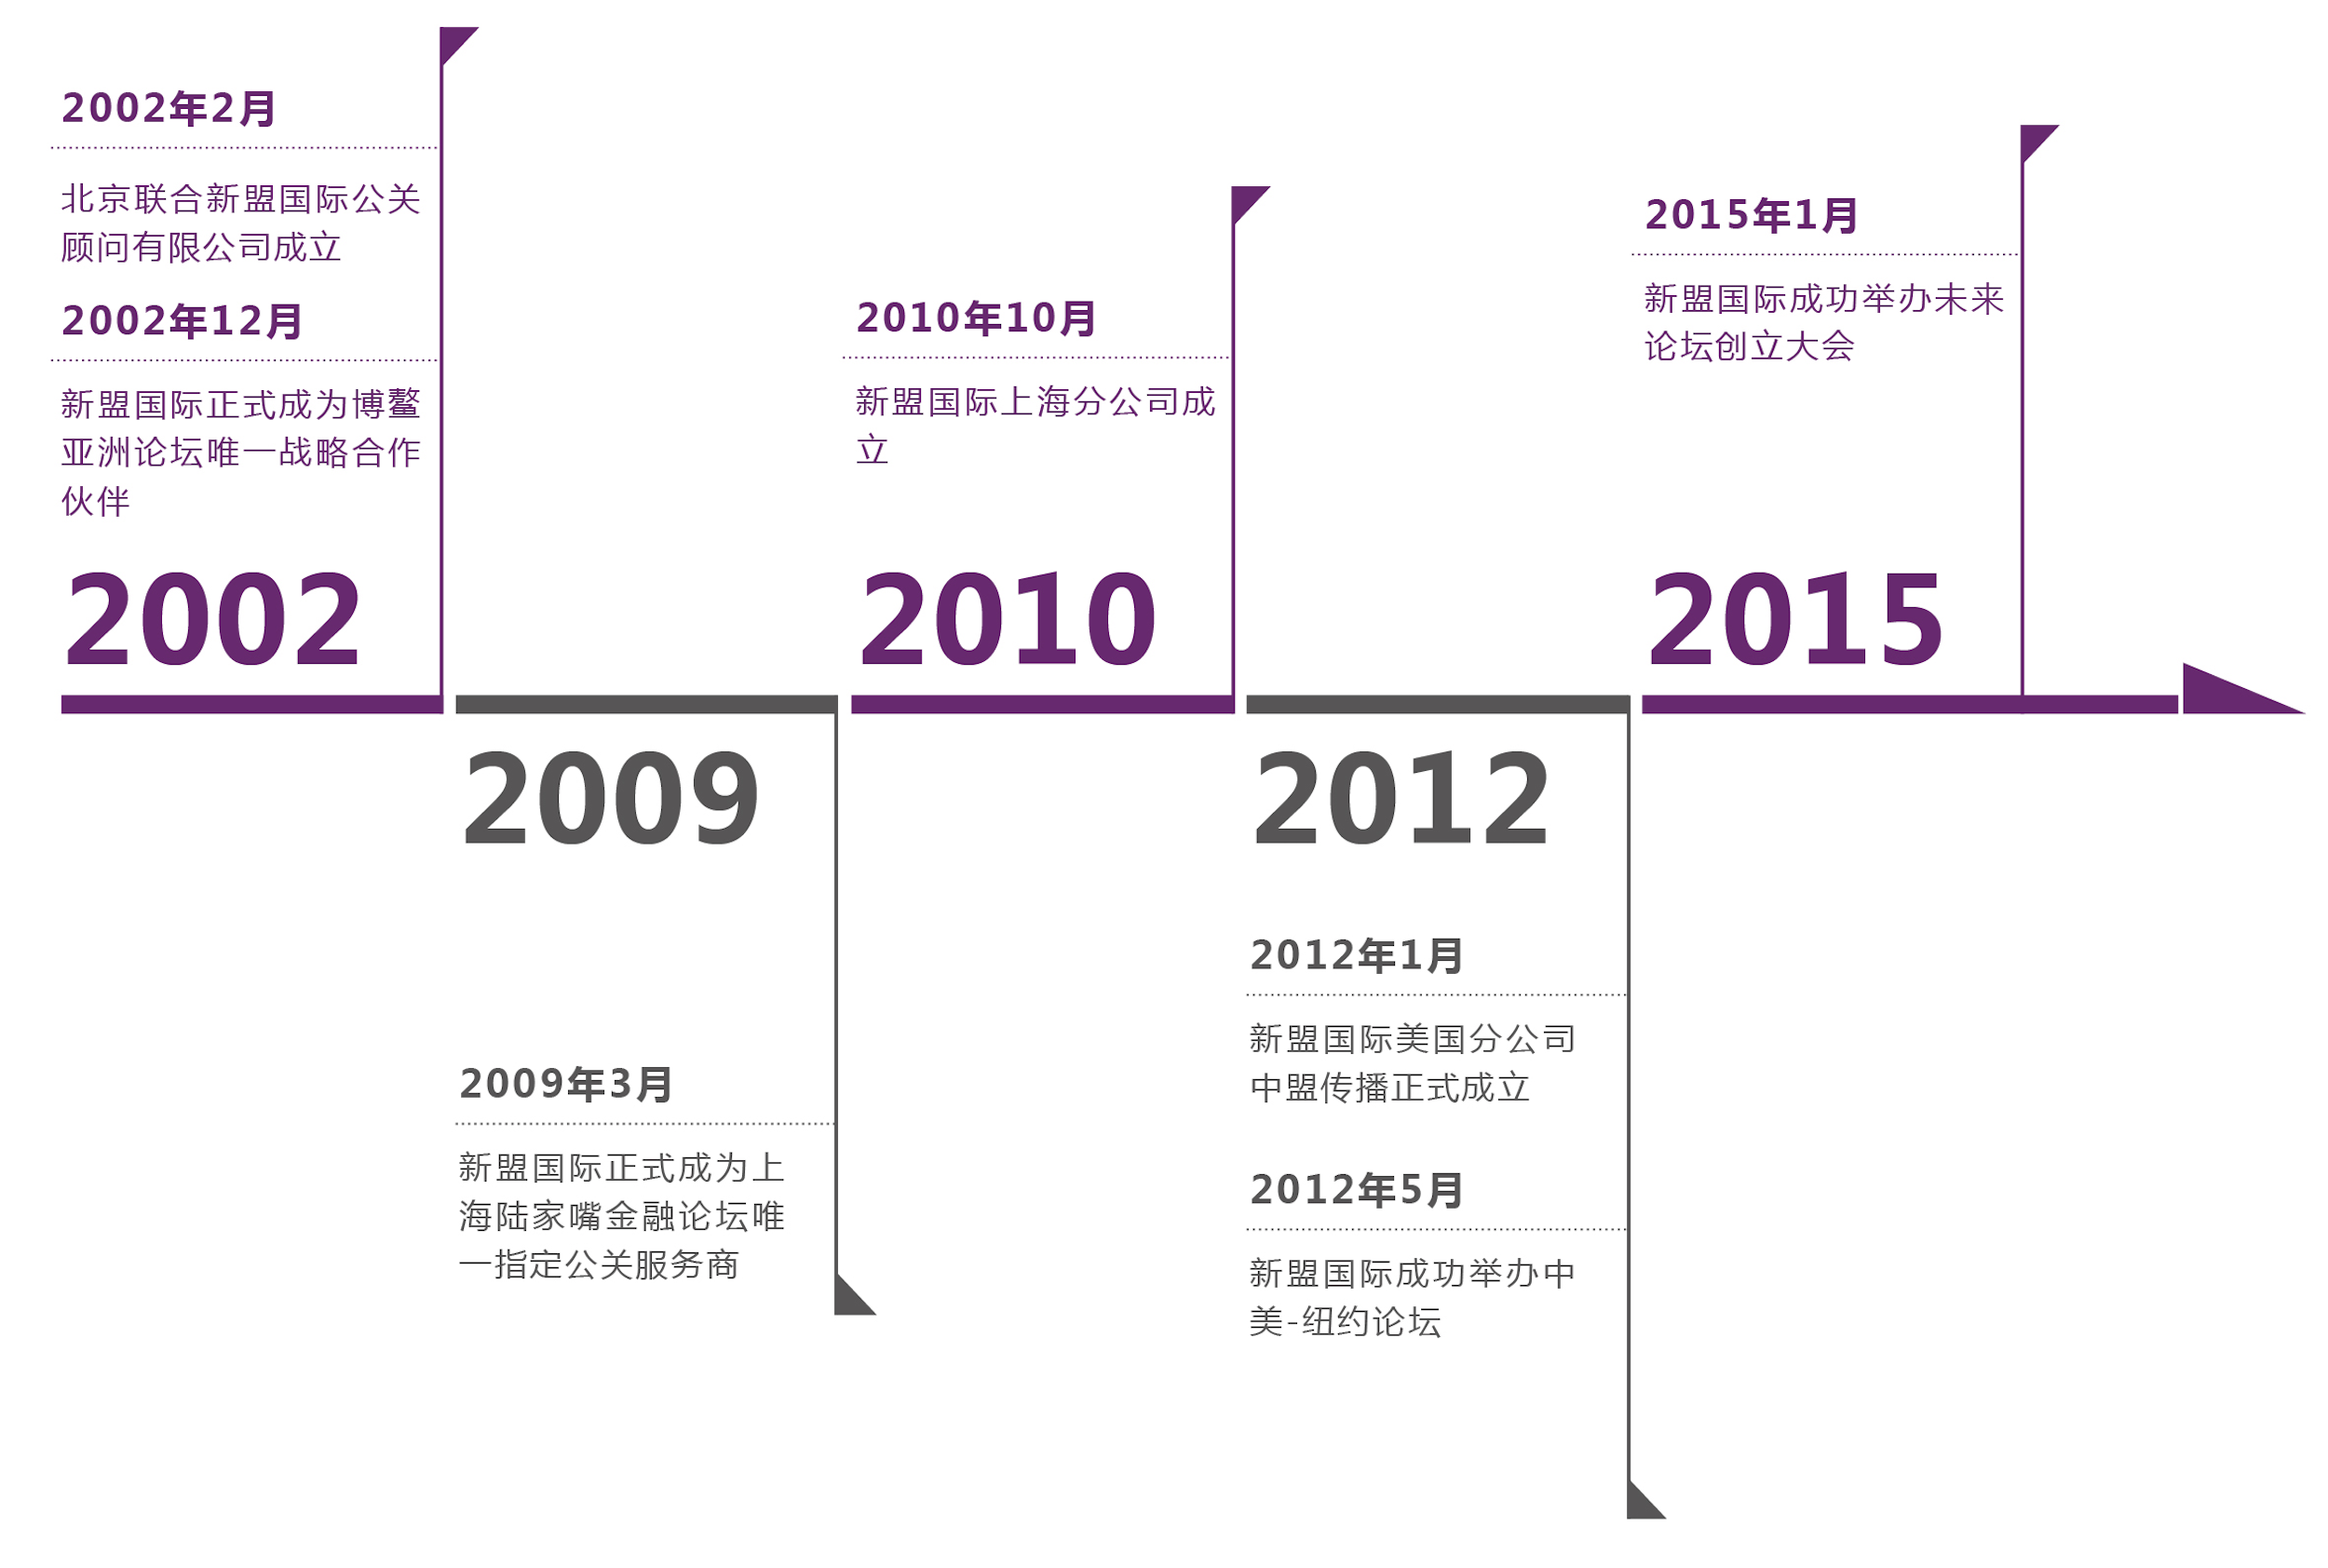 2002年2月
北京联合新盟国际公关
顾问有限公司成立
2002年12月
新盟国际正式成为博鳌
亚洲论坛唯一战略合作
伙伴
2002
2009
2009年3月
新盟国际正式成为上
海陆家嘴金融论坛唯
一指定公关服务商
2010年10月
新盟国际上海分公司成
立
2010
2012
2012年1月
新盟国际美国分公司
中盟传播正式成立
2012年5月
新盟国际成功举办中
美-纽约论坛
2015年1月
新盟国际成功举办未来
论坛创立大会
2015